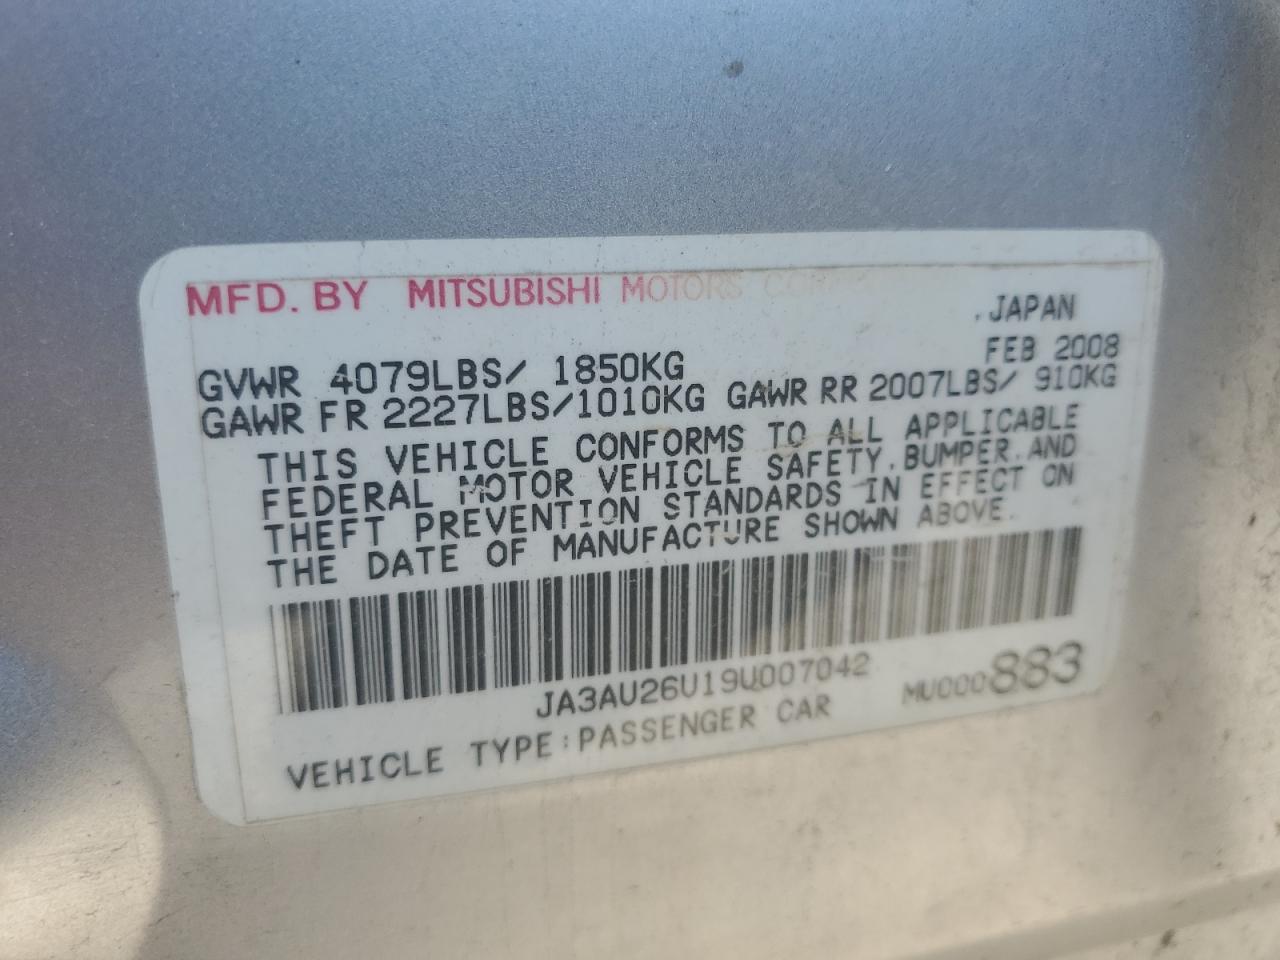 MFD. BY MITSUBISHI MOTORS CORPORATION
JAPAN
FEB 2008
GVWR 4079LBS/ 1850KG
GAWR FR 2227LBS/1010KG GAWR RR 2007LBS/ 910KG
THIS VEHICLE CONFORMS TO ALL APPLICABLE
FEDERAL MOTOR VEHICLE SAFETY, BUMPER, AND
THEFT PREVENTION STANDARDS IN EFFECT ON
THE DATE OF MANUFACTURE SHOWN ABOVE.
JA3AU26U19U007042
MU000883
VEHICLE TYPE:PASSENGER CAR